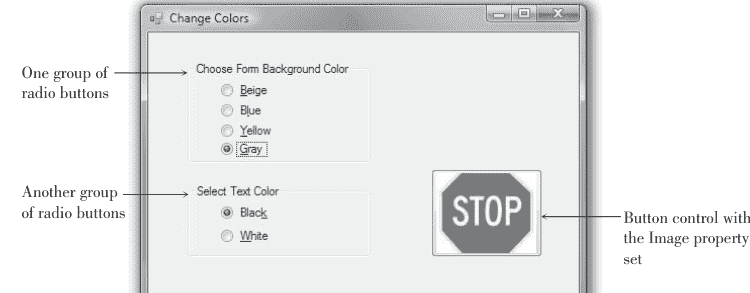 Change Colors
One group of
radio buttons
Choose Form Background Color
Beige
Blue
Yellow
Gray
Another group
of radio buttons
Select Text Color
Black
White
STOP
Button control with
the Image property
set